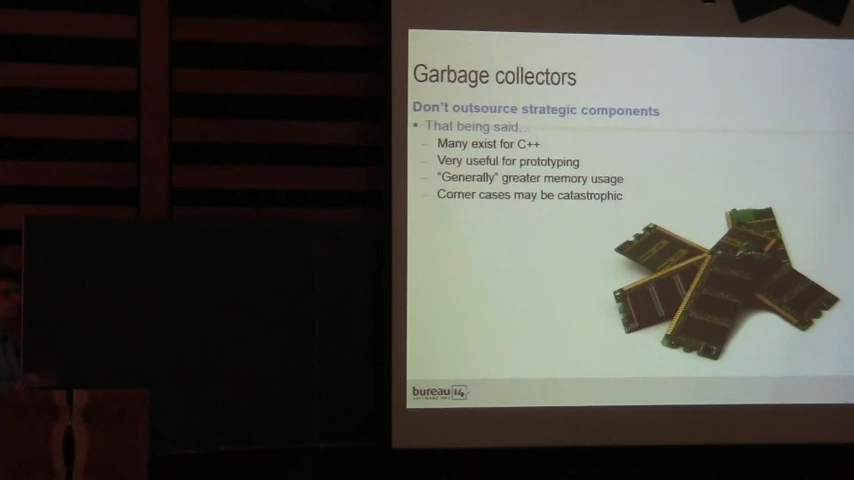 Garbage collectors
Don't outsource strategic components
▪ That being said...
– Many exist for C++
– Very useful for prototyping
– "Generally" greater memory usage
– Corner cases may be catastrophic
bureau 14